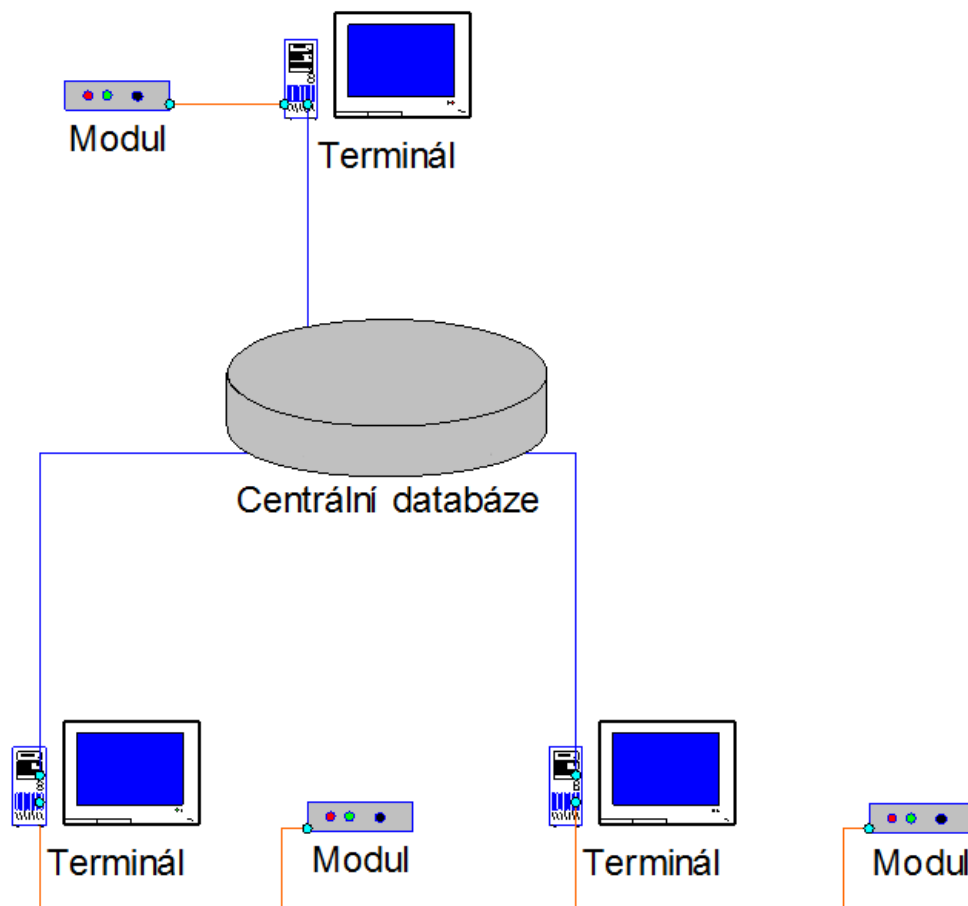 Modul
Terminál
Centrální databáze
Terminál
Modul
Terminál
Modul